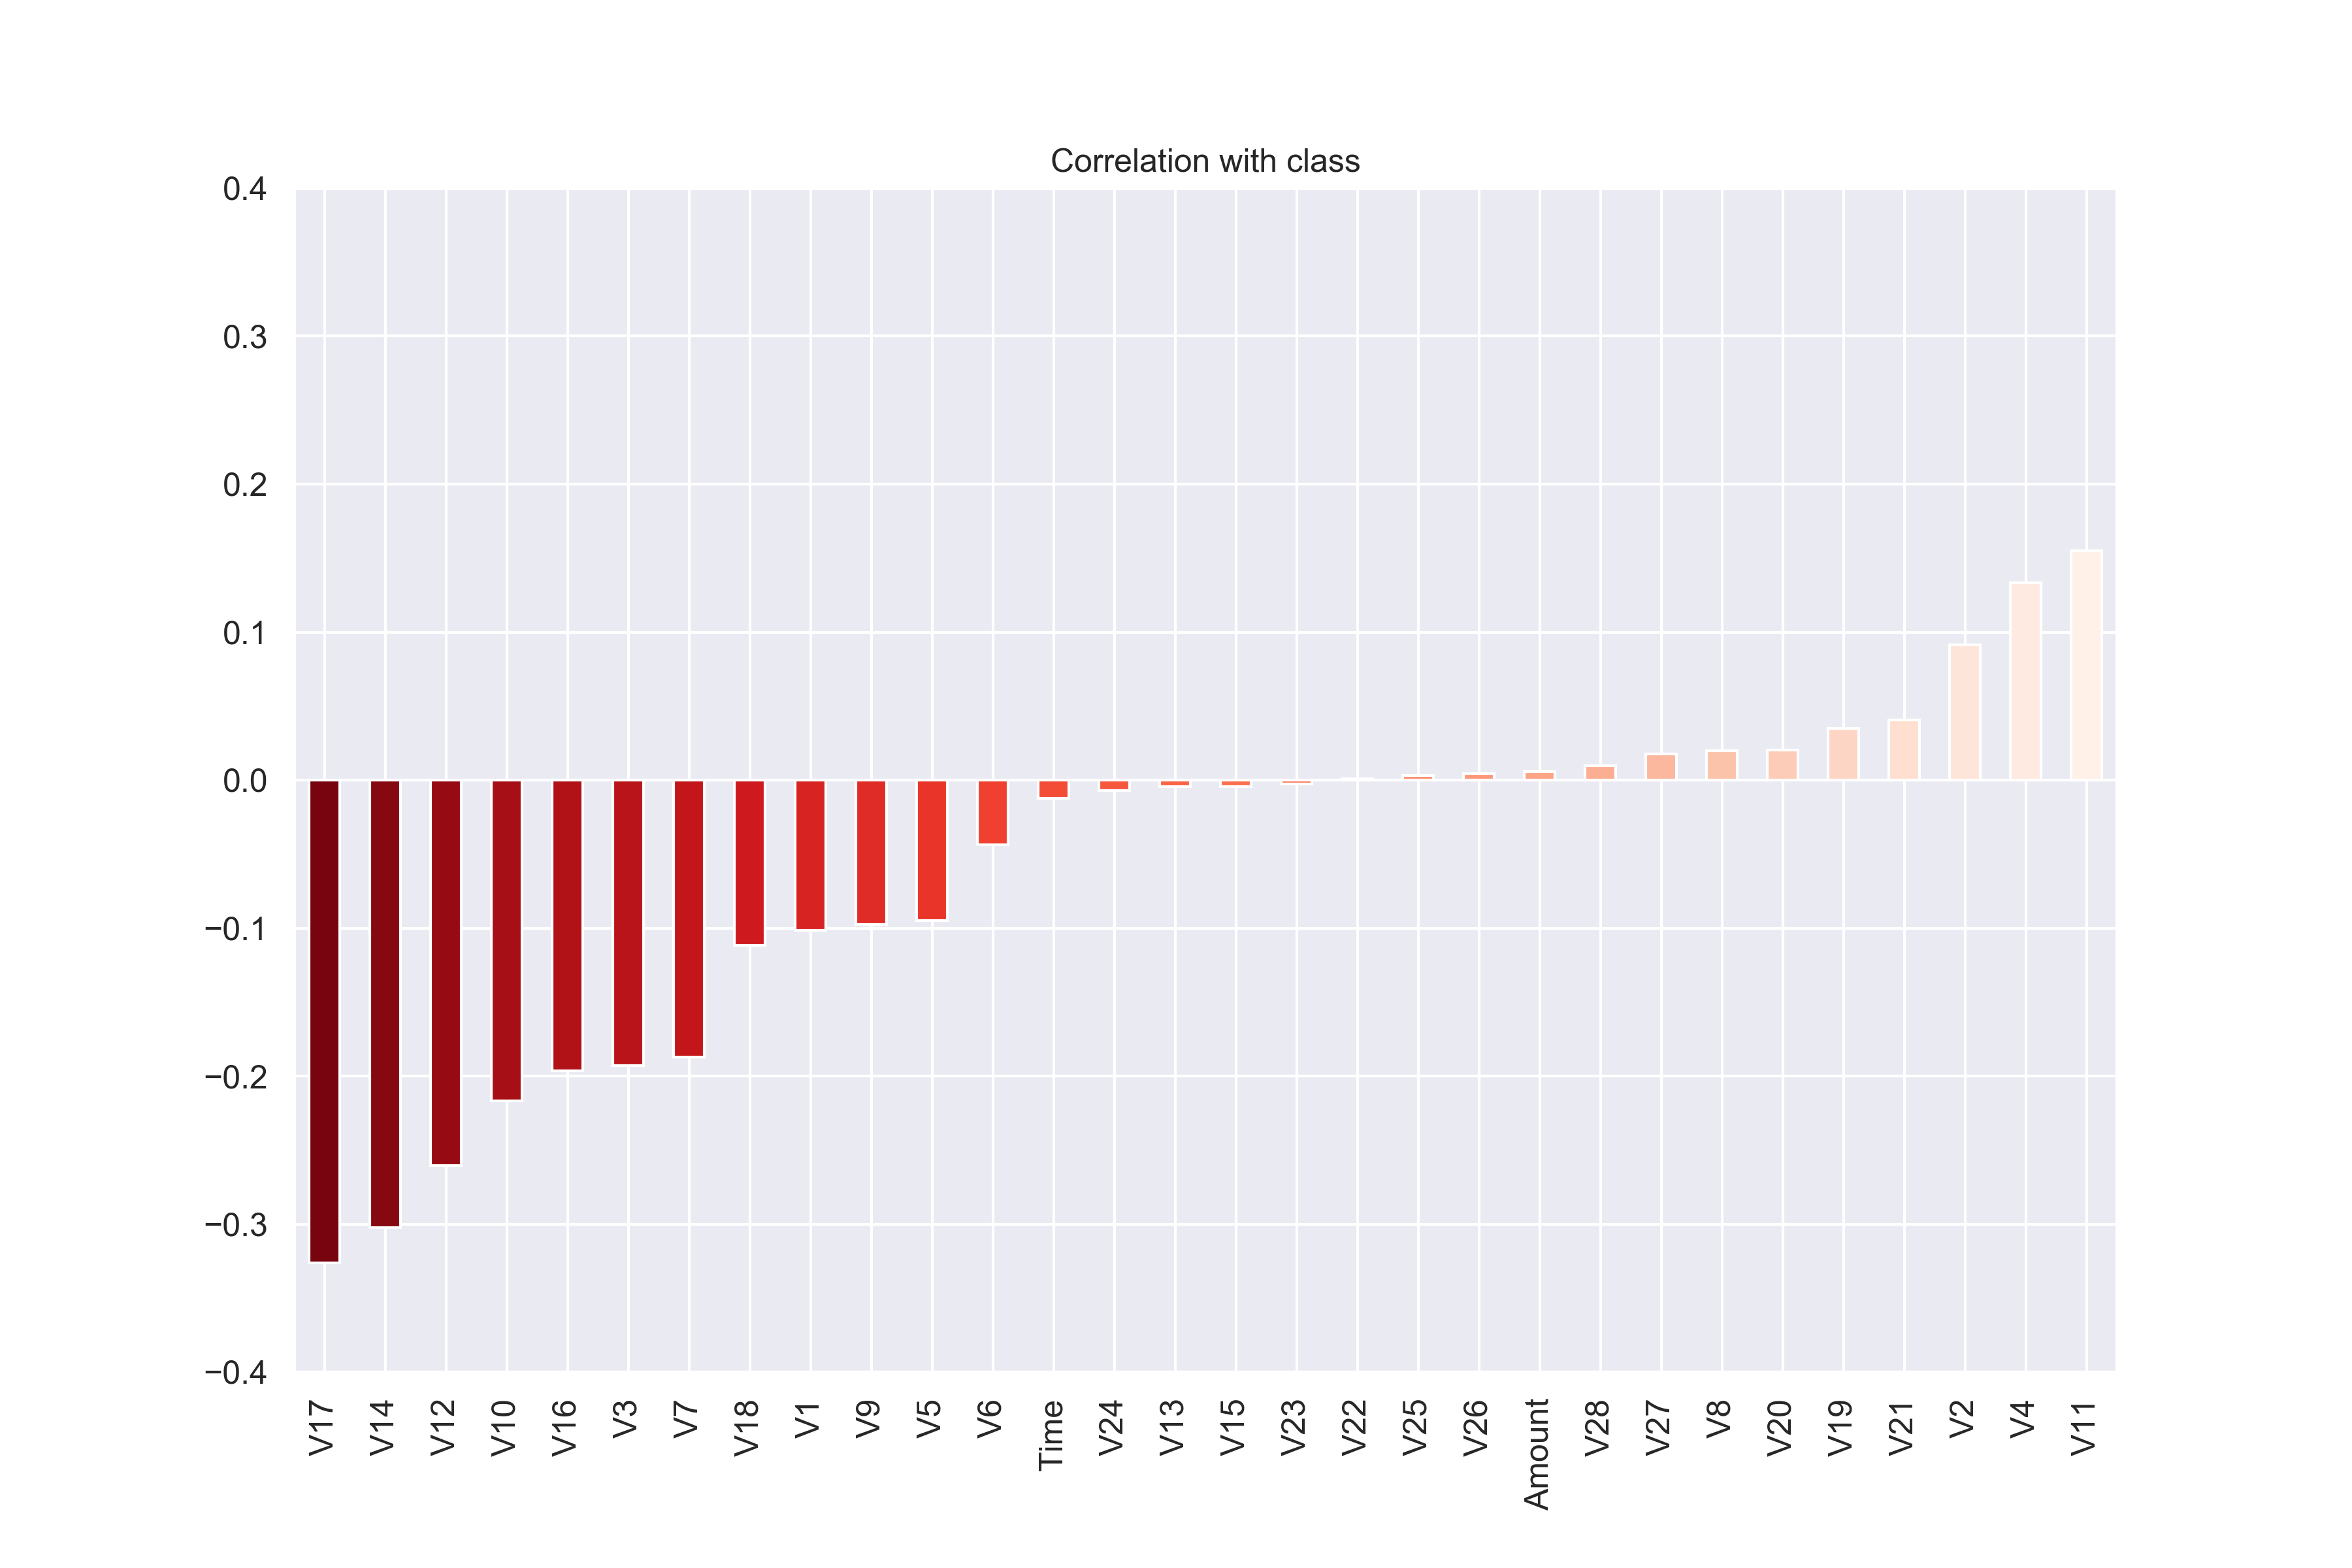 Correlation with class
0.4
0.3
0.2
0.1
0.0
−0.1
−0.2
−0.3
−0.4
V17
V14
V12
V10
V16
V3
V7
V18
V1
V9
V5
V6
Time
V24
V13
V15
V23
V22
V25
V26
Amount
V28
V27
V8
V20
V19
V21
V2
V4
V11